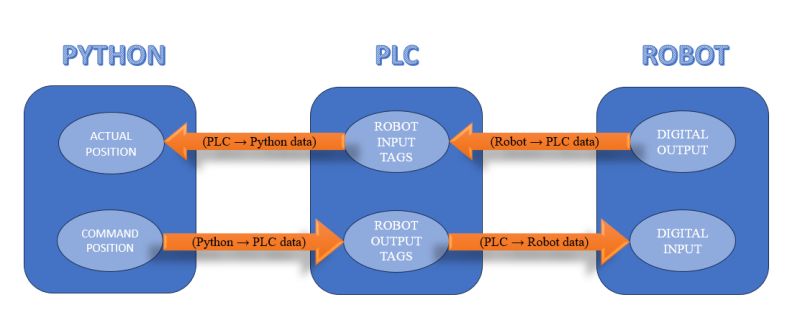 PYTHON
PLC
ROBOT
ACTUAL
POSITION
(PLC → Python data)
ROBOT
INPUT
TAGS
(Robot → PLC data)
DIGITAL
OUTPUT
COMMAND
POSITION
(Python → PLC data)
ROBOT
OUTPUT
TAGS
(PLC → Robot data)
DIGITAL
INPUT